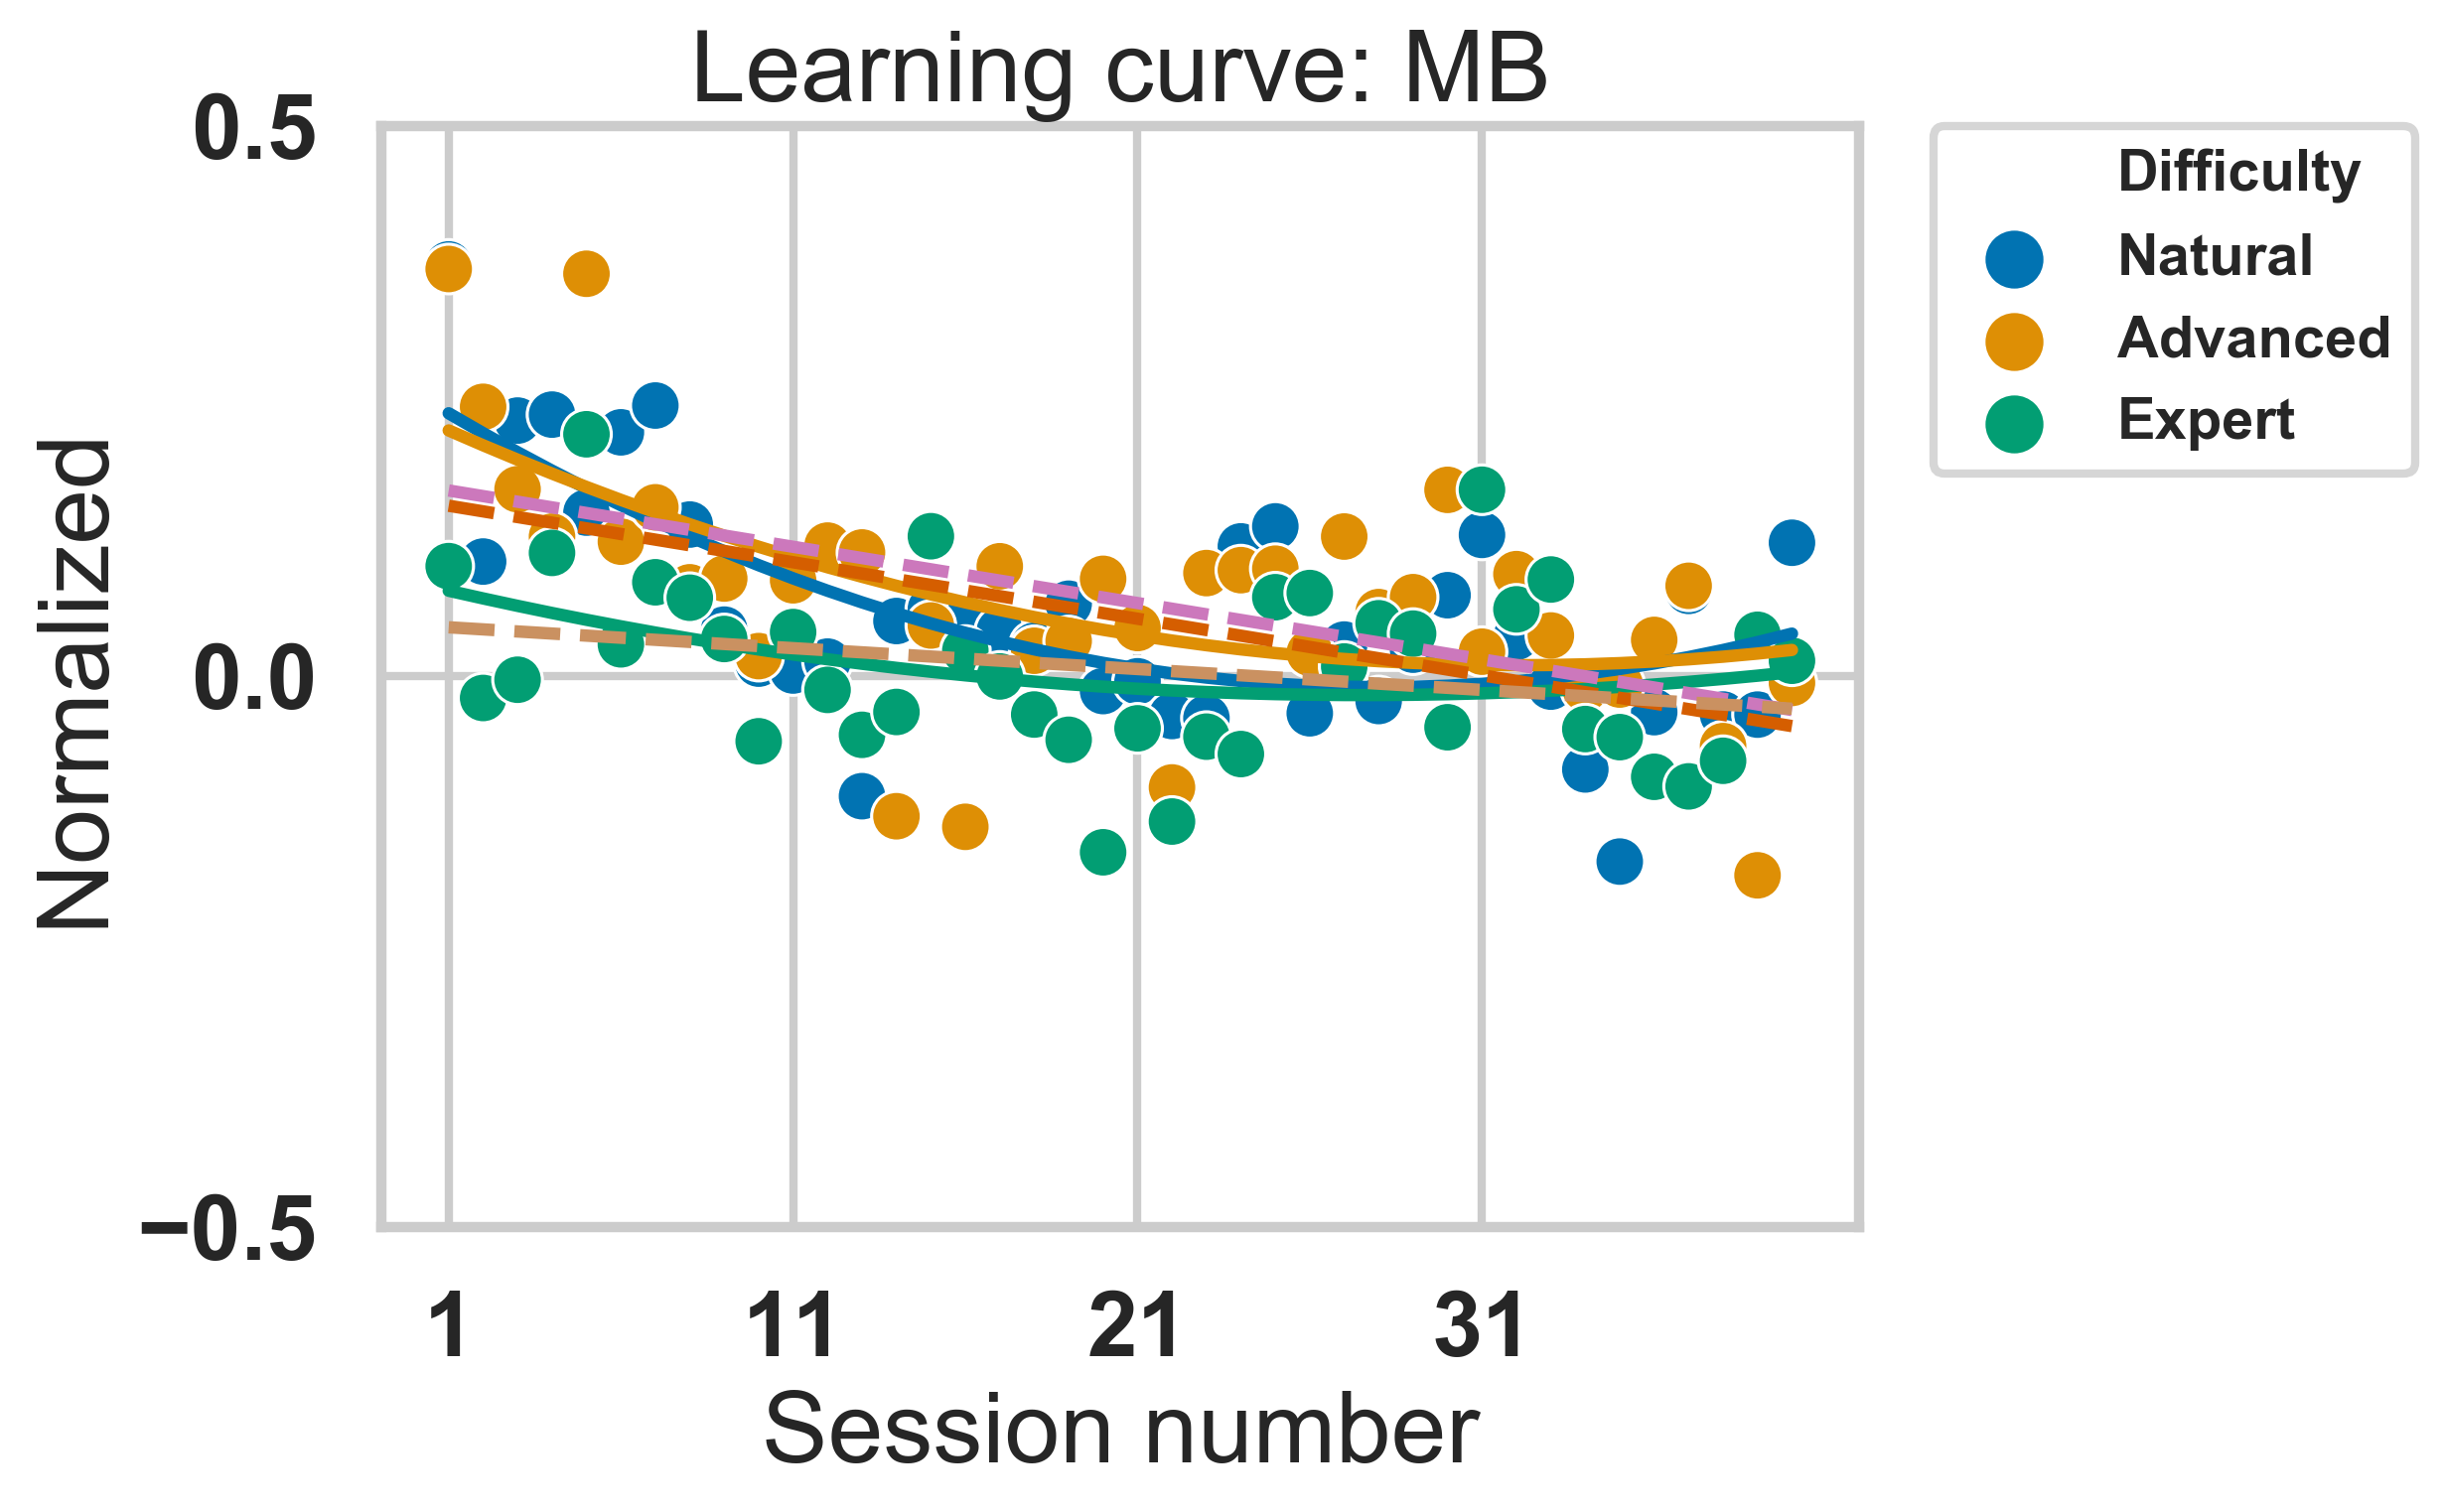 Learning curve: MB
0.5
0.0
−0.5
Normalized
1 11 21 31
Session number
Difficulty
Natural
Advanced
Expert